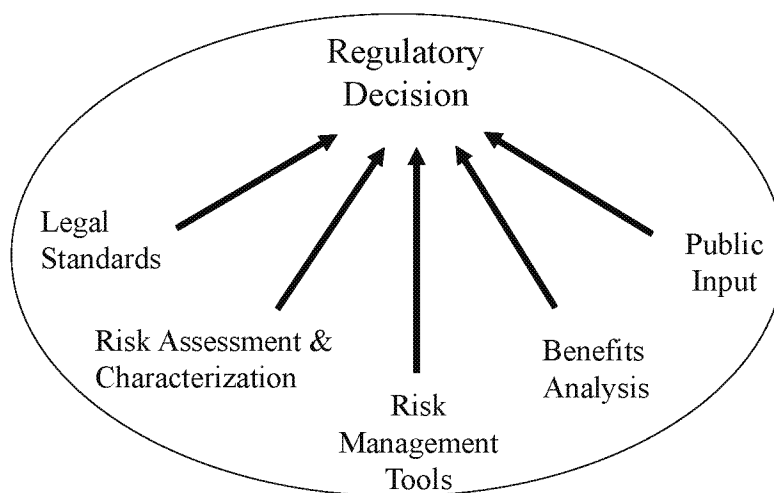 Regulatory
Decision
Legal
Standards
Public
Input
Risk Assessment &
Characterization
Benefits
Analysis
Risk
Management
Tools